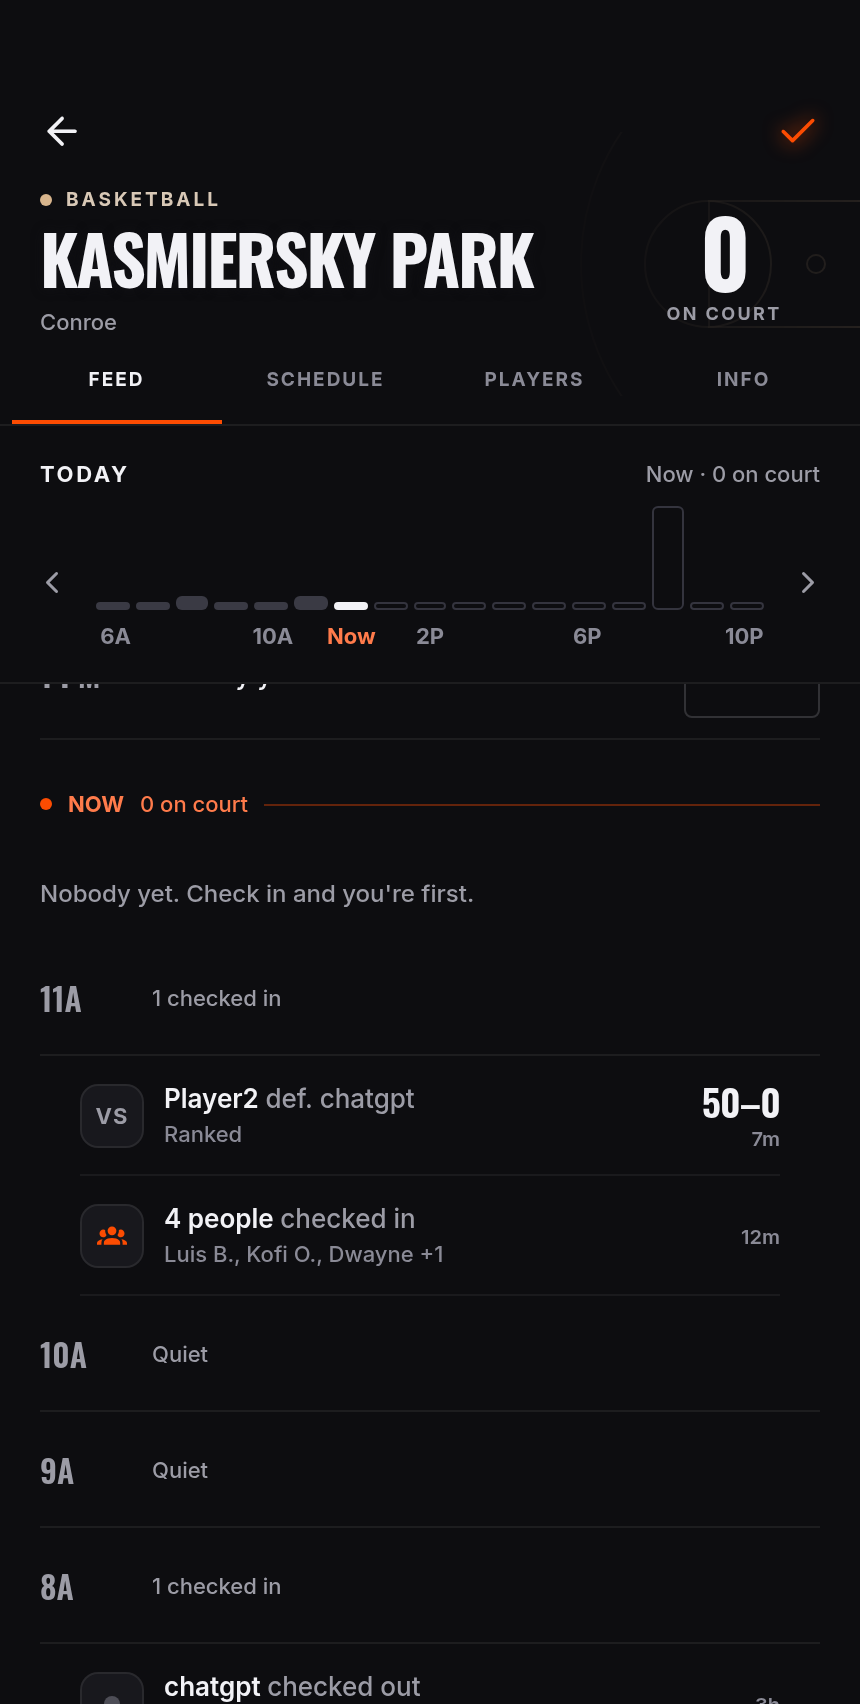 BASKETBALL
KASMIERSKY PARK
0
Conroe
ON COURT
FEED SCHEDULE PLAYERS INFO
TODAY
Now · 0 on court
6A 10A Now 2P 6P 10P
NOW 0 on court
Nobody yet. Check in and you're first.
11A 1 checked in
VS
Player2 def. chatgpt
50–0
Ranked
7m
4 people checked in
Luis B., Kofi O., Dwayne +1
12m
10A Quiet
9A Quiet
8A 1 checked in
chatgpt checked out